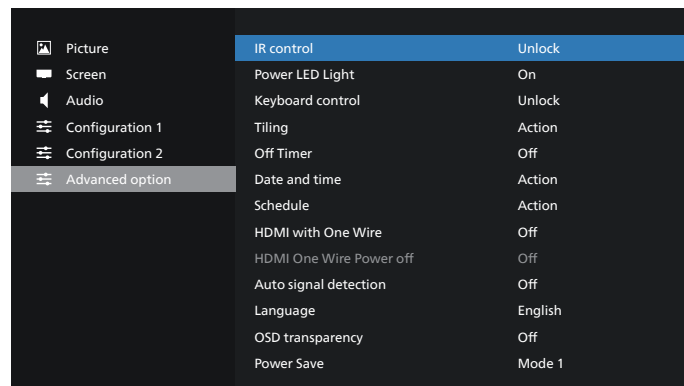 Picture
Screen
Audio
Configuration 1
Configuration 2
Advanced option
IR control Unlock
Power LED Light On
Keyboard control Unlock
Tiling Action
Off Timer Off
Date and time Action
Schedule Action
HDMI with One Wire Off
HDMI One Wire Power off Off
Auto signal detection Off
Language English
OSD transparency Off
Power Save Mode 1